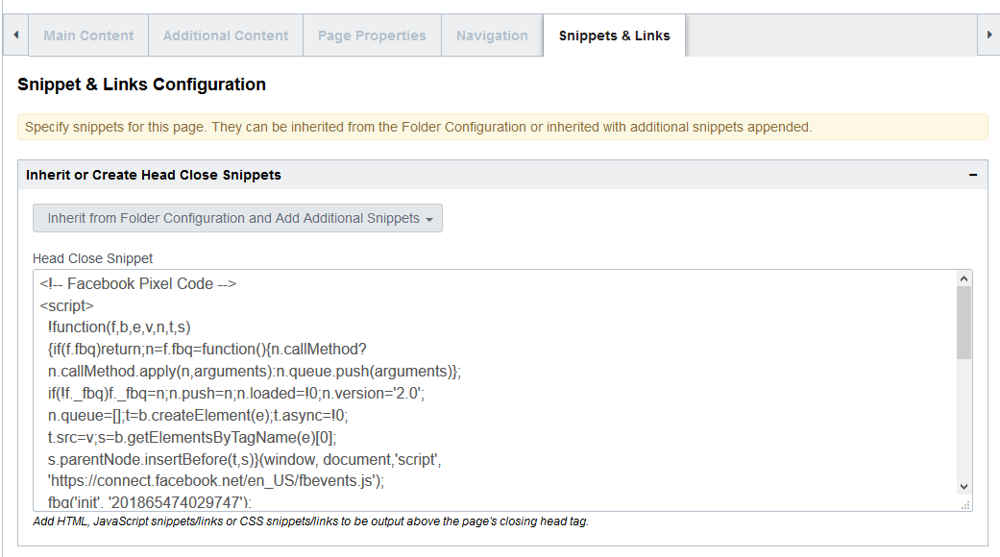 Main Content Additional Content Page Properties Navigation Snippets & Links
Snippet & Links Configuration
Specify snippets for this page. They can be inherited from the Folder Configuration or inherited with additional snippets appended.
Inherit or Create Head Close Snippets
Inherit from Folder Configuration and Add Additional Snippets
Head Close Snippet
<!-- Facebook Pixel Code -->
<script>
!function(f,b,e,v,n,t,s)
{if(f.fbq)return;n=f.fbq=function(){n.callMethod?
n.callMethod.apply(n,arguments):n.queue.push(arguments)};
if(!f._fbq)f._fbq=n;n.push=n;n.loaded=!0;n.version='2.0';
n.queue=[];t=b.createElement(e);t.async=!0;
t.src=v;s=b.getElementsByTagName(e)[0];
s.parentNode.insertBefore(t,s)}(window, document,'script',
'https://connect.facebook.net/en_US/fbevents.js');
fbq('init', '201865474029747');
Add HTML, JavaScript snippets/links or CSS snippets/links to be output above the page's closing head tag.